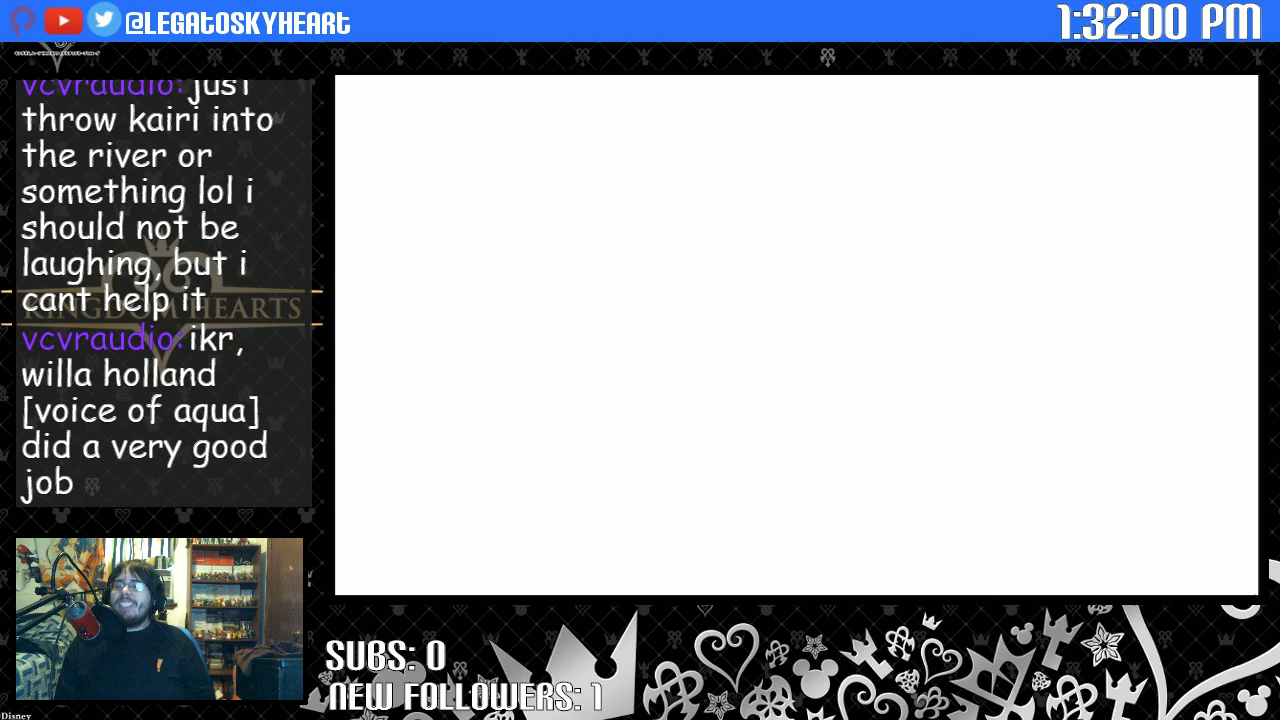 @LEGATOSKYHEART
1:32:00 PM
vcvraudio: just
throw kairi into
the river or
something lol i
should not be
laughing, but i
cant help it
KINGDOM HEARTS
vcvraudio: ikr,
willa holland
[voice of aqua]
did a very good
job
SUBS: 0
NEW FOLLOWERS: 1
Disney